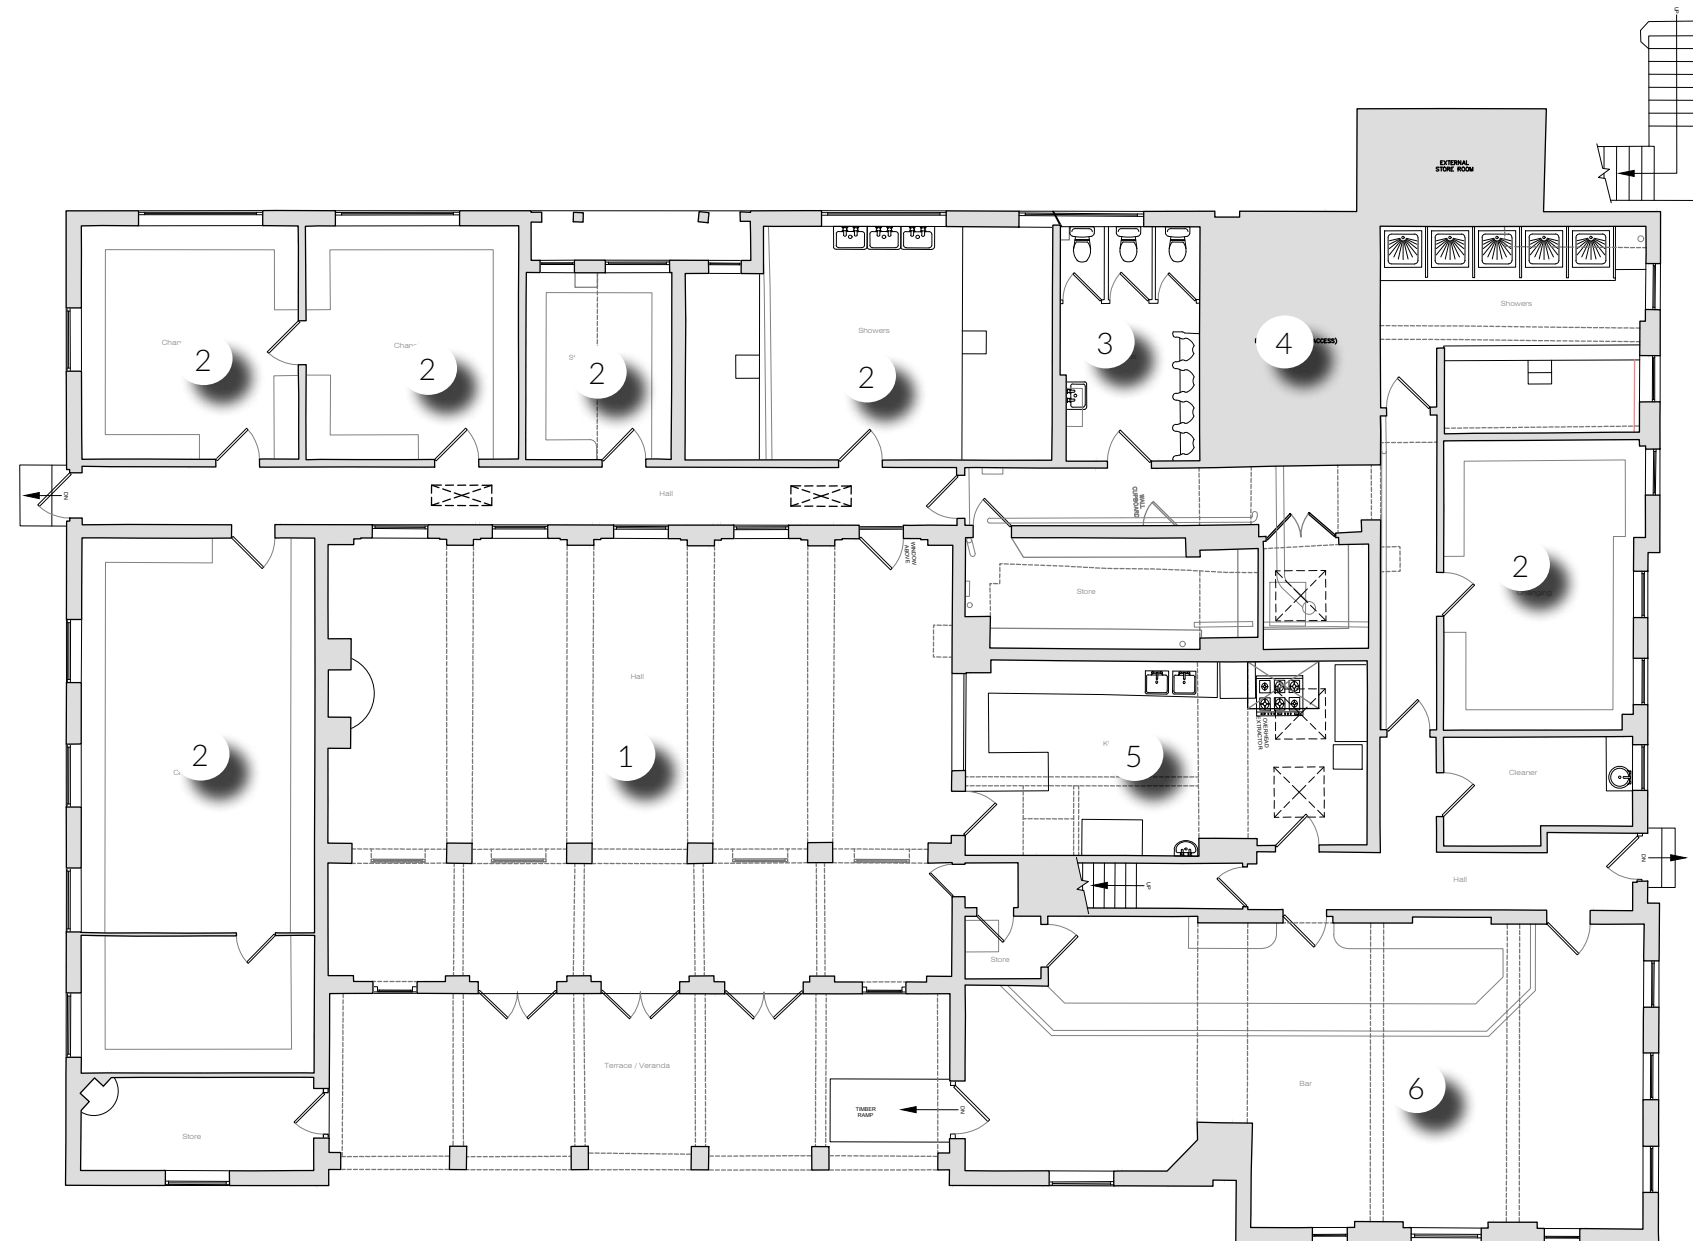 UP
EXTERNAL
STORE ROOM
Showers
Showers
2
2
2
2
3
4
ACCESS)
DN
Hall
WALL
CUPBOARD
WINDOW
ABOVE
Store
2
Hall
2
1
5
OVERHEAD
EXTRACTOR
Cleaner
DN
UP
Hall
Store
Terrace / Veranda
TIMBER
RAMP
DN
Bar
6
Store